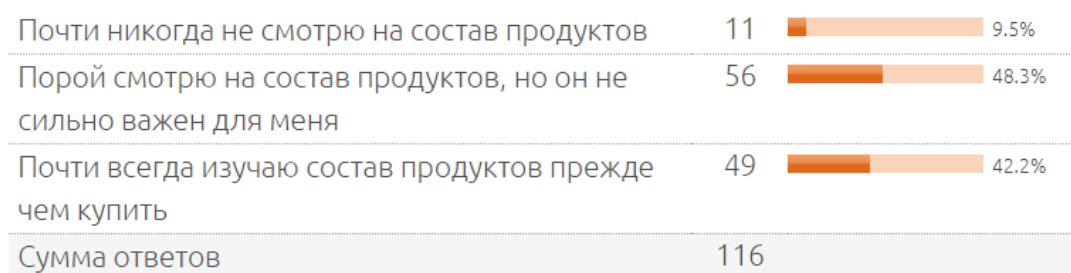 Почти никогда не смотрю на состав продуктов 11 9.5%
Порой смотрю на состав продуктов, но он не 56 48.3%
сильно важен для меня
Почти всегда изучаю состав продуктов прежде 49 42.2%
чем купить
Сумма ответов 116